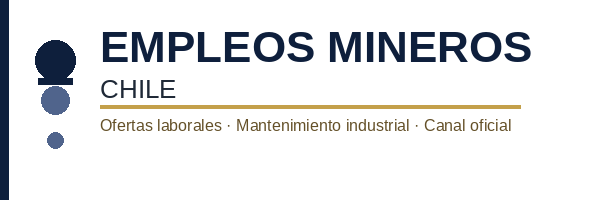 EMPLEOS MINEROS
CHILE
Ofertas laborales · Mantenimiento industrial · Canal oficial